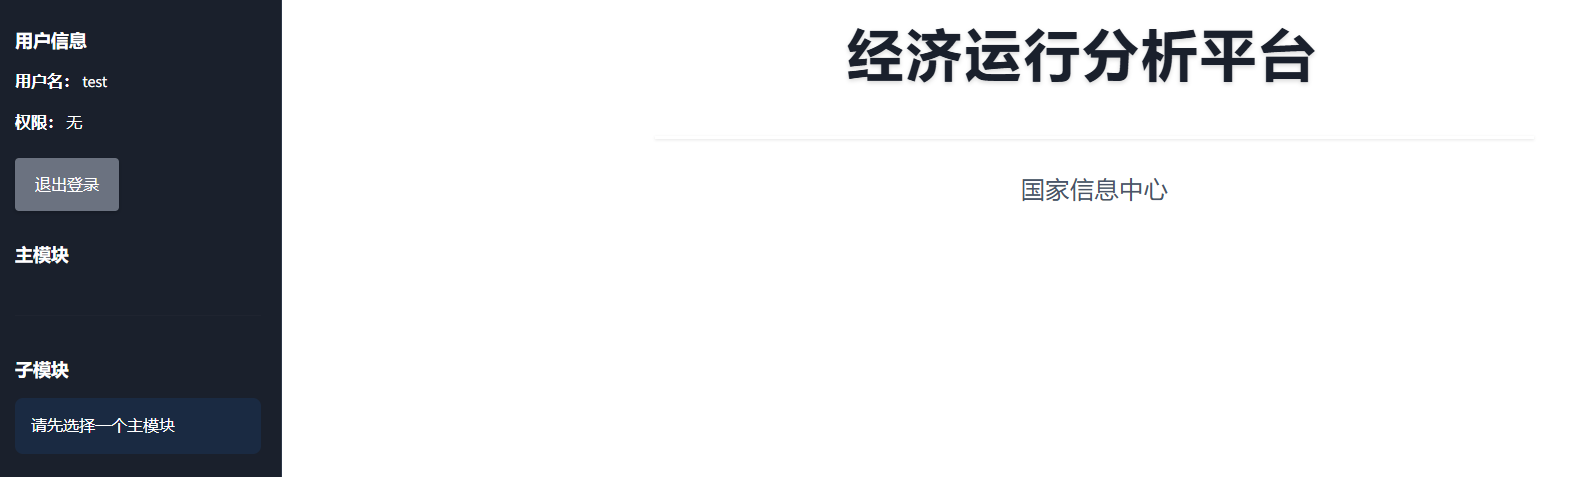 用户信息
用户名： test
权限： 无
退出登录
主模块
子模块
请先选择一个主模块
经济运行分析平台
国家信息中心